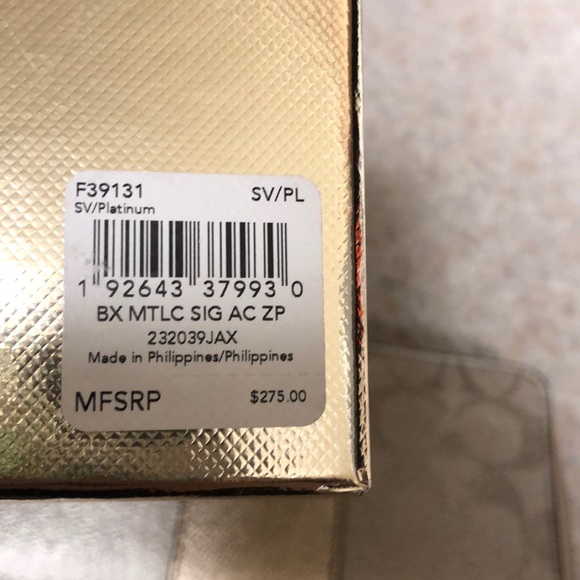 F39131 SV/PL
SV/Platinum
1 92643 37993 0
BX MTLC SIG AC ZP
232039JAX
Made in Philippines/Philippines
MFSRP $275.00